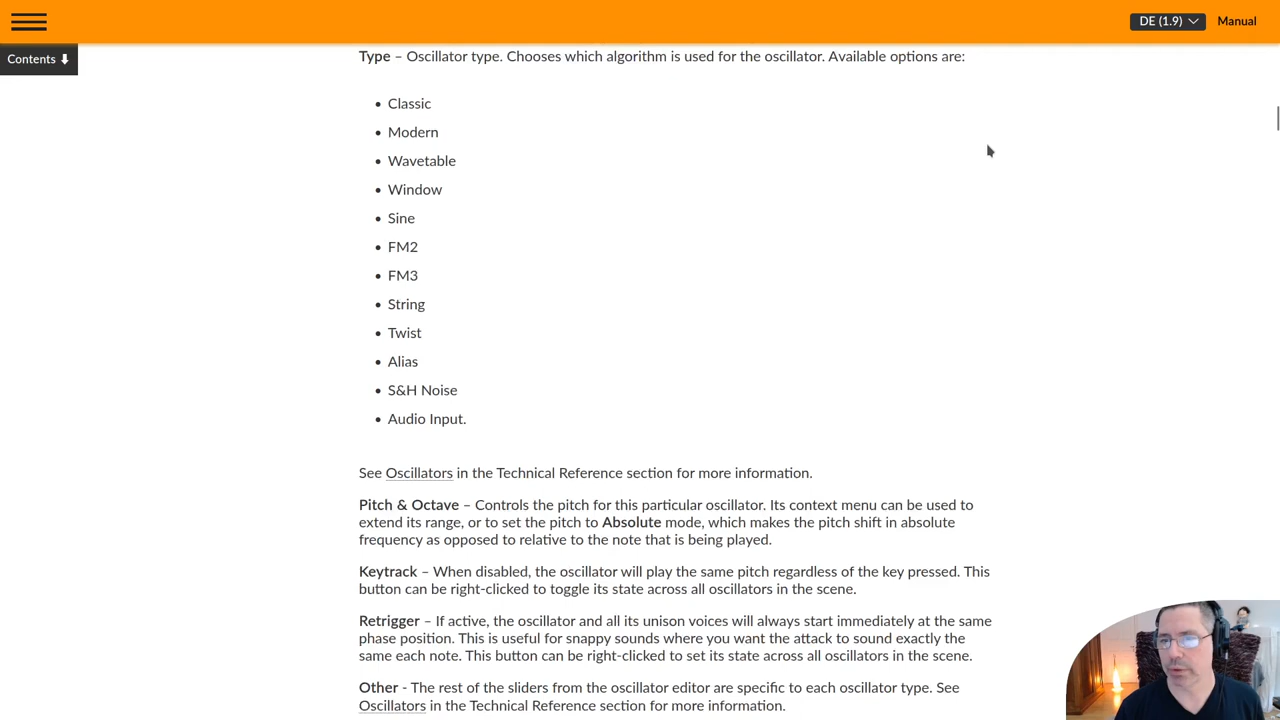 DE (1.9) Manual
Contents
Type – Oscillator type. Chooses which algorithm is used for the oscillator. Available options are:
• Classic
• Modern
• Wavetable
• Window
• Sine
• FM2
• FM3
• String
• Twist
• Alias
• S&H Noise
• Audio Input.
See Oscillators in the Technical Reference section for more information.
Pitch & Octave – Controls the pitch for this particular oscillator. Its context menu can be used to
extend its range, or to set the pitch to Absolute mode, which makes the pitch shift in absolute
frequency as opposed to relative to the note that is being played.
Keytrack – When disabled, the oscillator will play the same pitch regardless of the key pressed. This
button can be right-clicked to toggle its state across all oscillators in the scene.
Retrigger – If active, the oscillator and all its unison voices will always start immediately at the same
phase position. This is useful for snappy sounds where you want the attack to sound exactly the
same each note. This button can be right-clicked to set its state across all oscillators in the scene.
Other - The rest of the sliders from the oscillator editor are specific to each oscillator type. See
Oscillators in the Technical Reference section for more information.